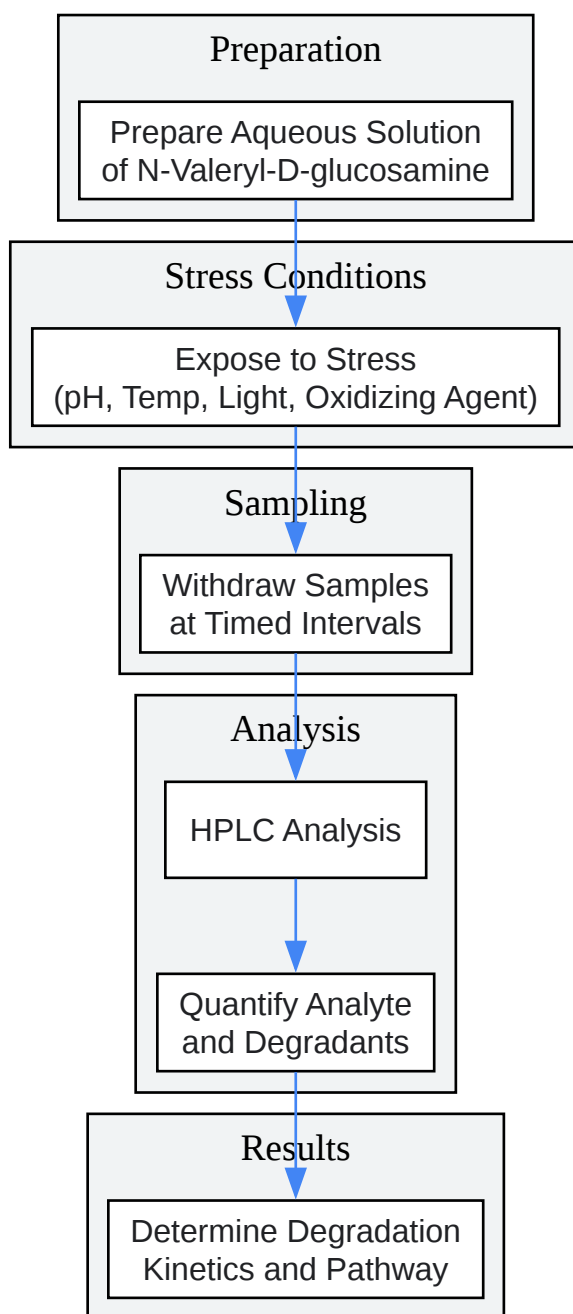 Preparation
Prepare Aqueous Solution
of N-Valeryl-D-glucosamine
Stress Conditions
Expose to Stress
(pH, Temp, Light, Oxidizing Agent)
Sampling
Withdraw Samples
at Timed Intervals
Analysis
HPLC Analysis
Quantify Analyte
and Degradants
Results
Determine Degradation
Kinetics and Pathway